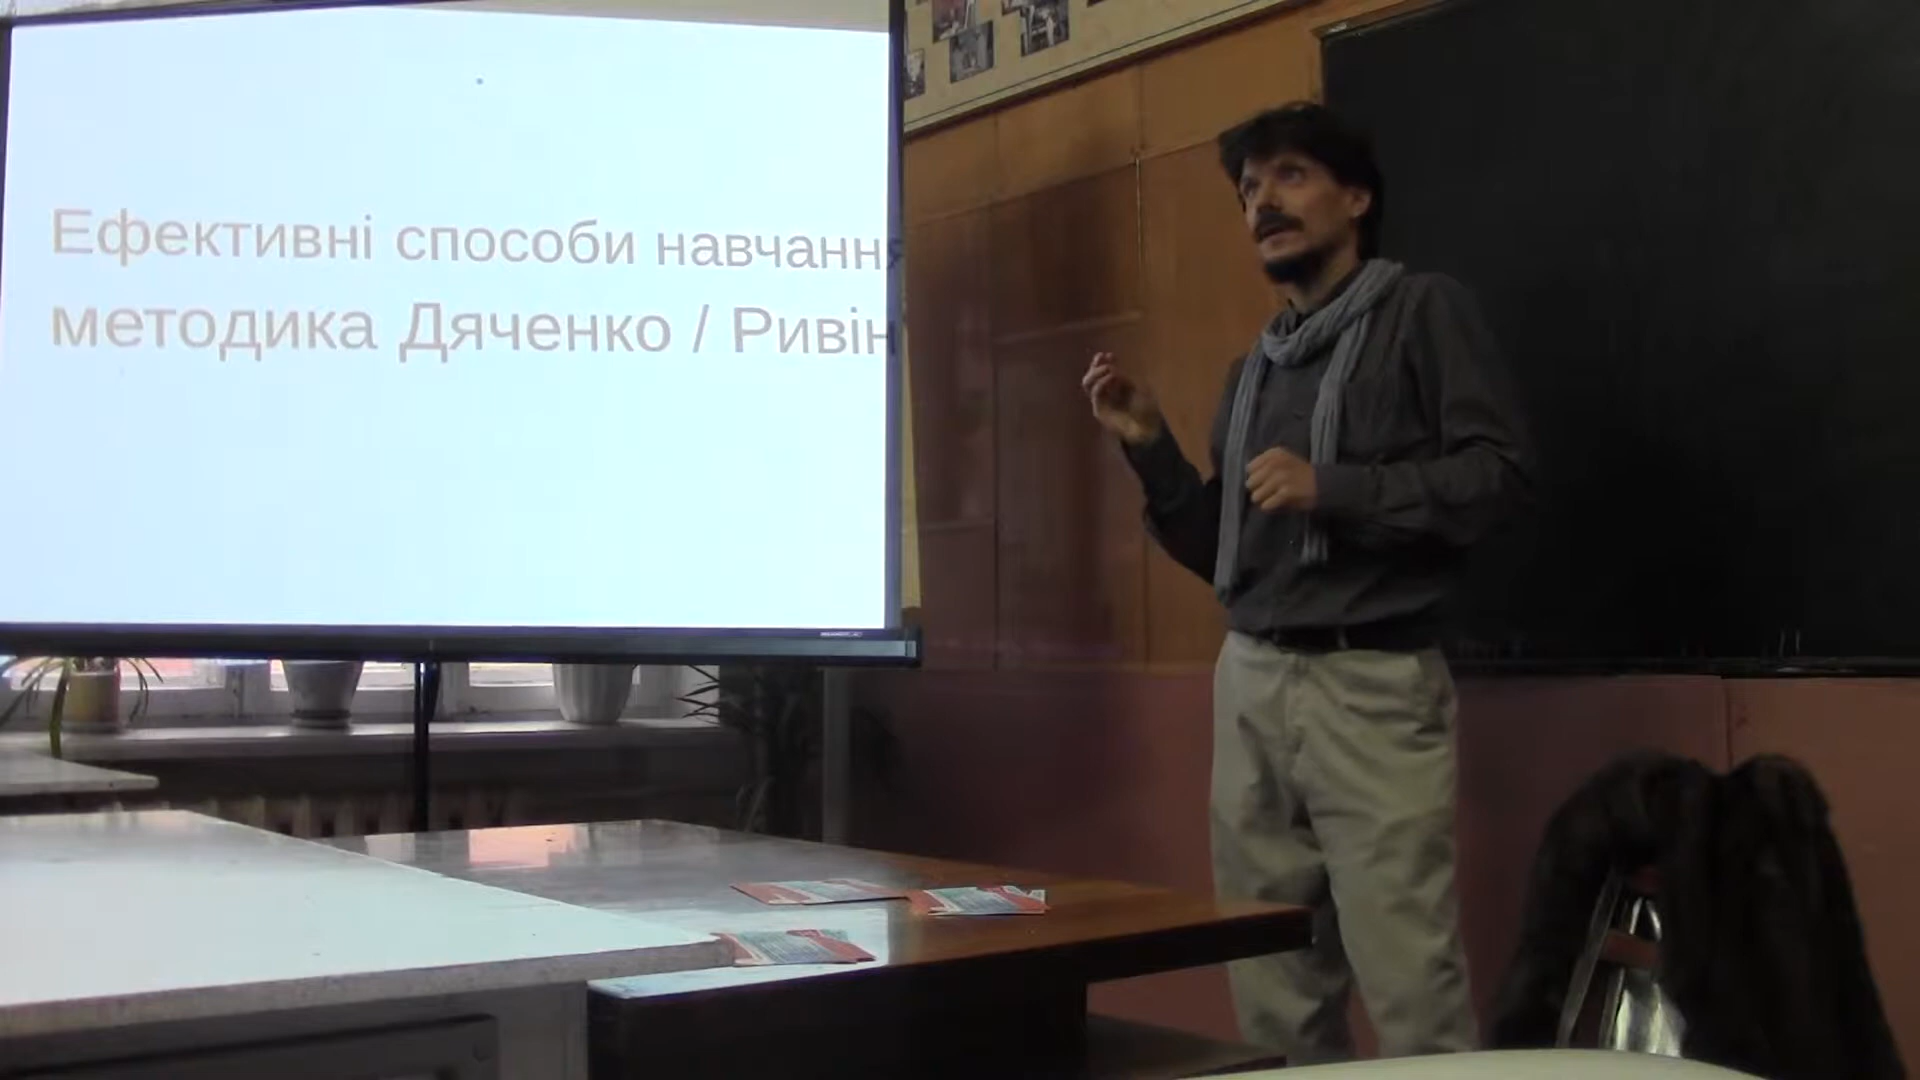 Ефективні способи навчання
методика Дяченко / Ривін